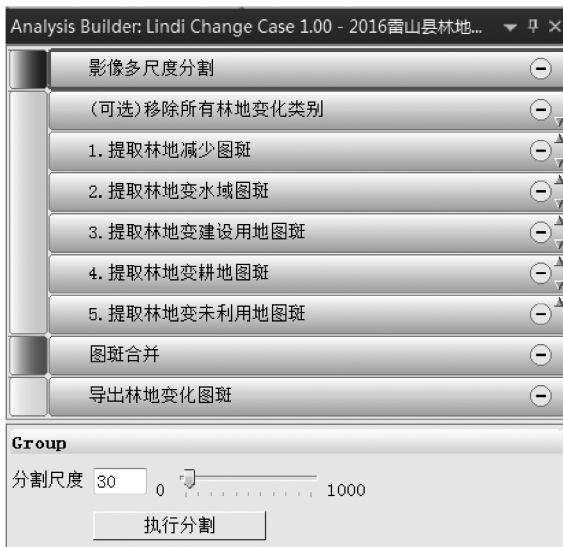 Analysis Builder: Lindi Change Case 1.00 - 2016雷山县林地...
影像多尺度分割
(可选)移除所有林地变化类别
1. 提取林地减少图斑
2. 提取林地变水域图斑
3. 提取林地变建设用地图斑
4. 提取林地变耕地图斑
5. 提取林地变未利用地图斑
图斑合并
导出林地变化图斑
Group
分割尺度 30 0 1000
执行分割